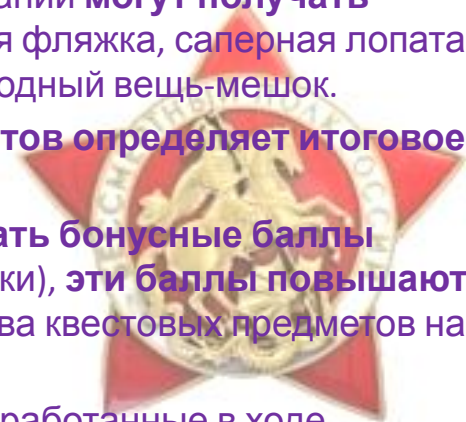 ании могут получать
я фляжка, саперная лопата
одный вещь-мешок.
тов определяет итоговое
ать бонусные баллы
ки), эти баллы повышают
ва квестовых предметов на
работанные в ходе